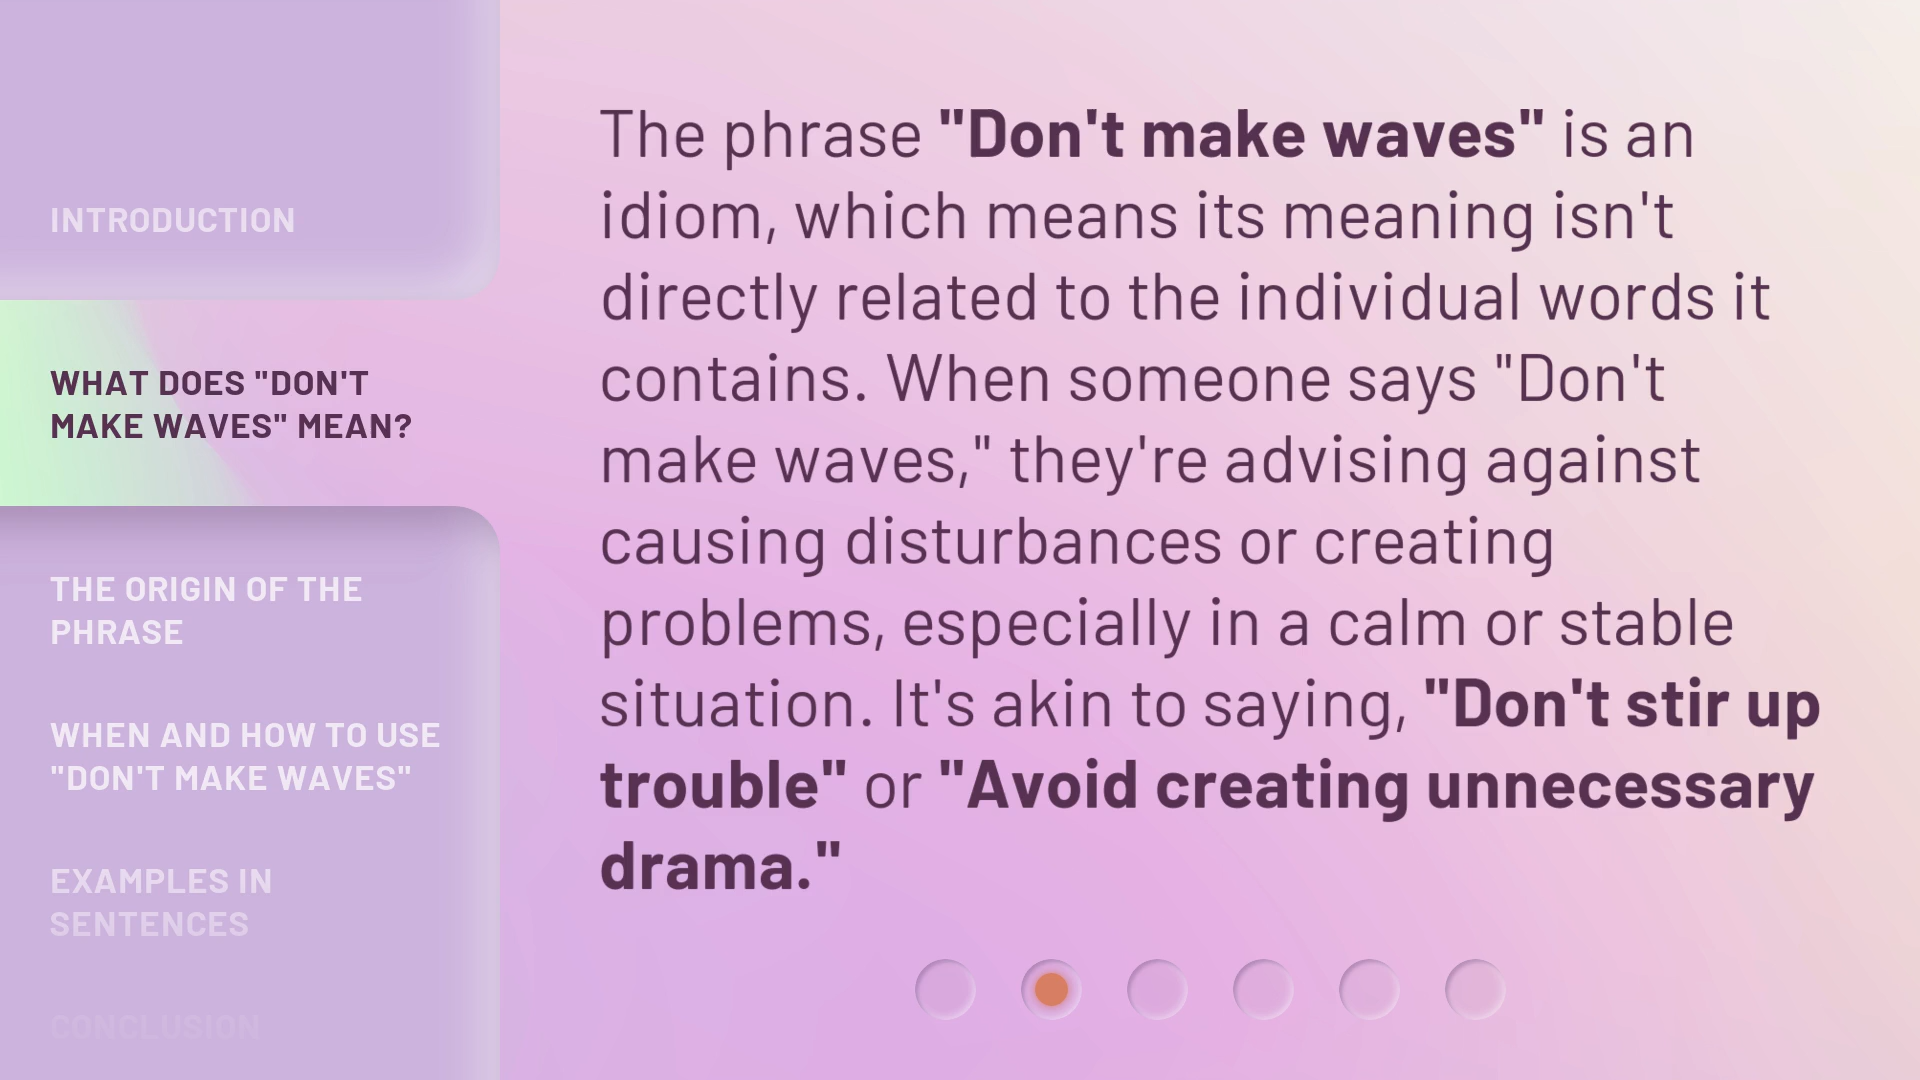 INTRODUCTION
WHAT DOES "DON'T
MAKE WAVES" MEAN?
THE ORIGIN OF THE
PHRASE
WHEN AND HOW TO USE
"DON'T MAKE WAVES"
EXAMPLES IN
SENTENCES
CONCLUSION
The phrase "Don't make waves" is an
idiom, which means its meaning isn't
directly related to the individual words it
contains. When someone says "Don't
make waves," they're advising against
causing disturbances or creating
problems, especially in a calm or stable
situation. It's akin to saying, "Don't stir up
trouble" or "Avoid creating unnecessary
drama."